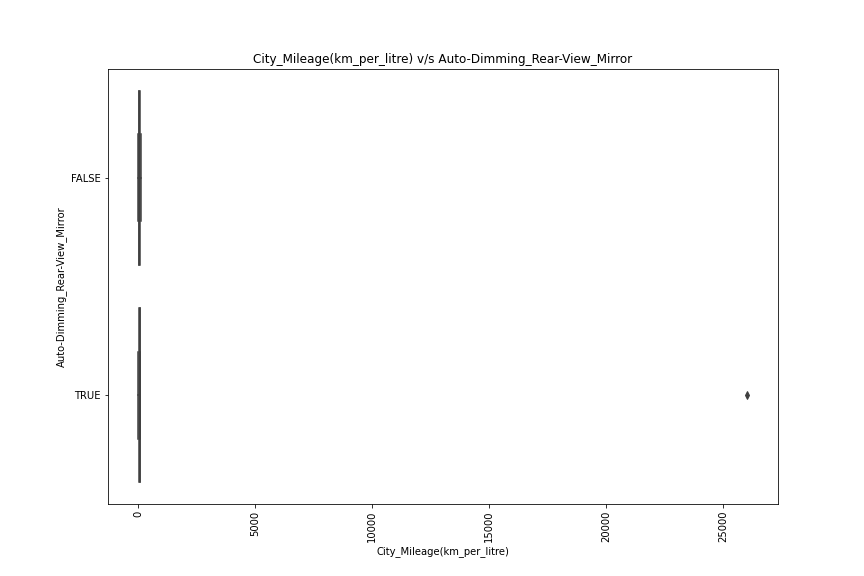 City_Mileage(km_per_litre) v/s Auto-Dimming_Rear-View_Mirror
Auto-Dimming_Rear-View_Mirror
FALSE
TRUE
0
5000
10000
15000
20000
25000
City_Mileage(km_per_litre)